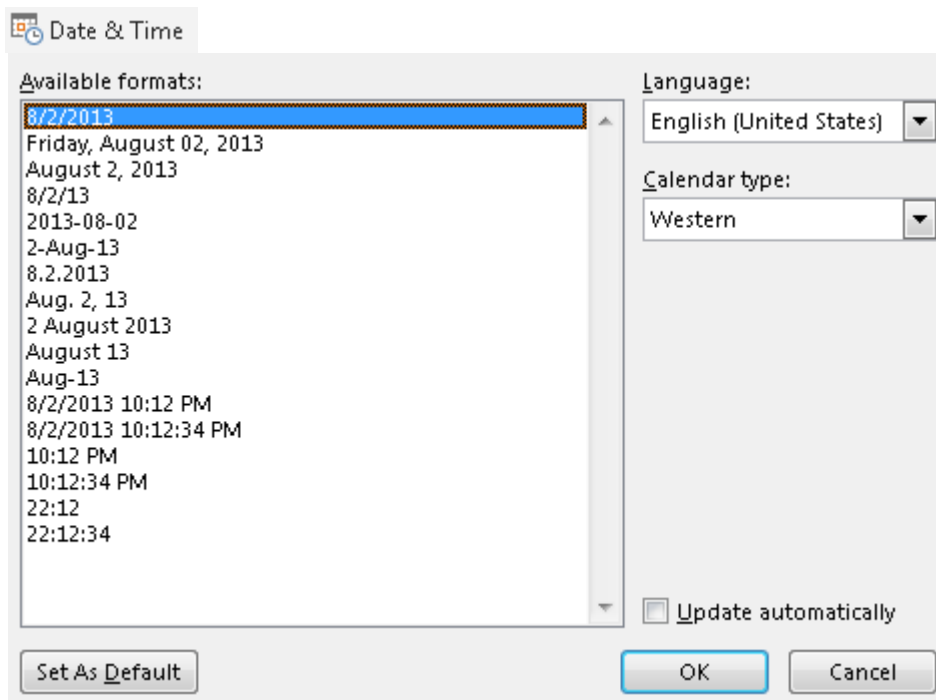 Date & Time
Available formats:
8/2/2013
Friday, August 02, 2013
August 2, 2013
8/2/13
2013-08-02
2-Aug-13
8.2.2013
Aug. 2, 13
2 August 2013
August 13
Aug-13
8/2/2013 10:12 PM
8/2/2013 10:12:34 PM
10:12 PM
10:12:34 PM
22:12
22:12:34
Language:
English (United States)
Calendar type:
Western
Update automatically
Set As Default
OK
Cancel